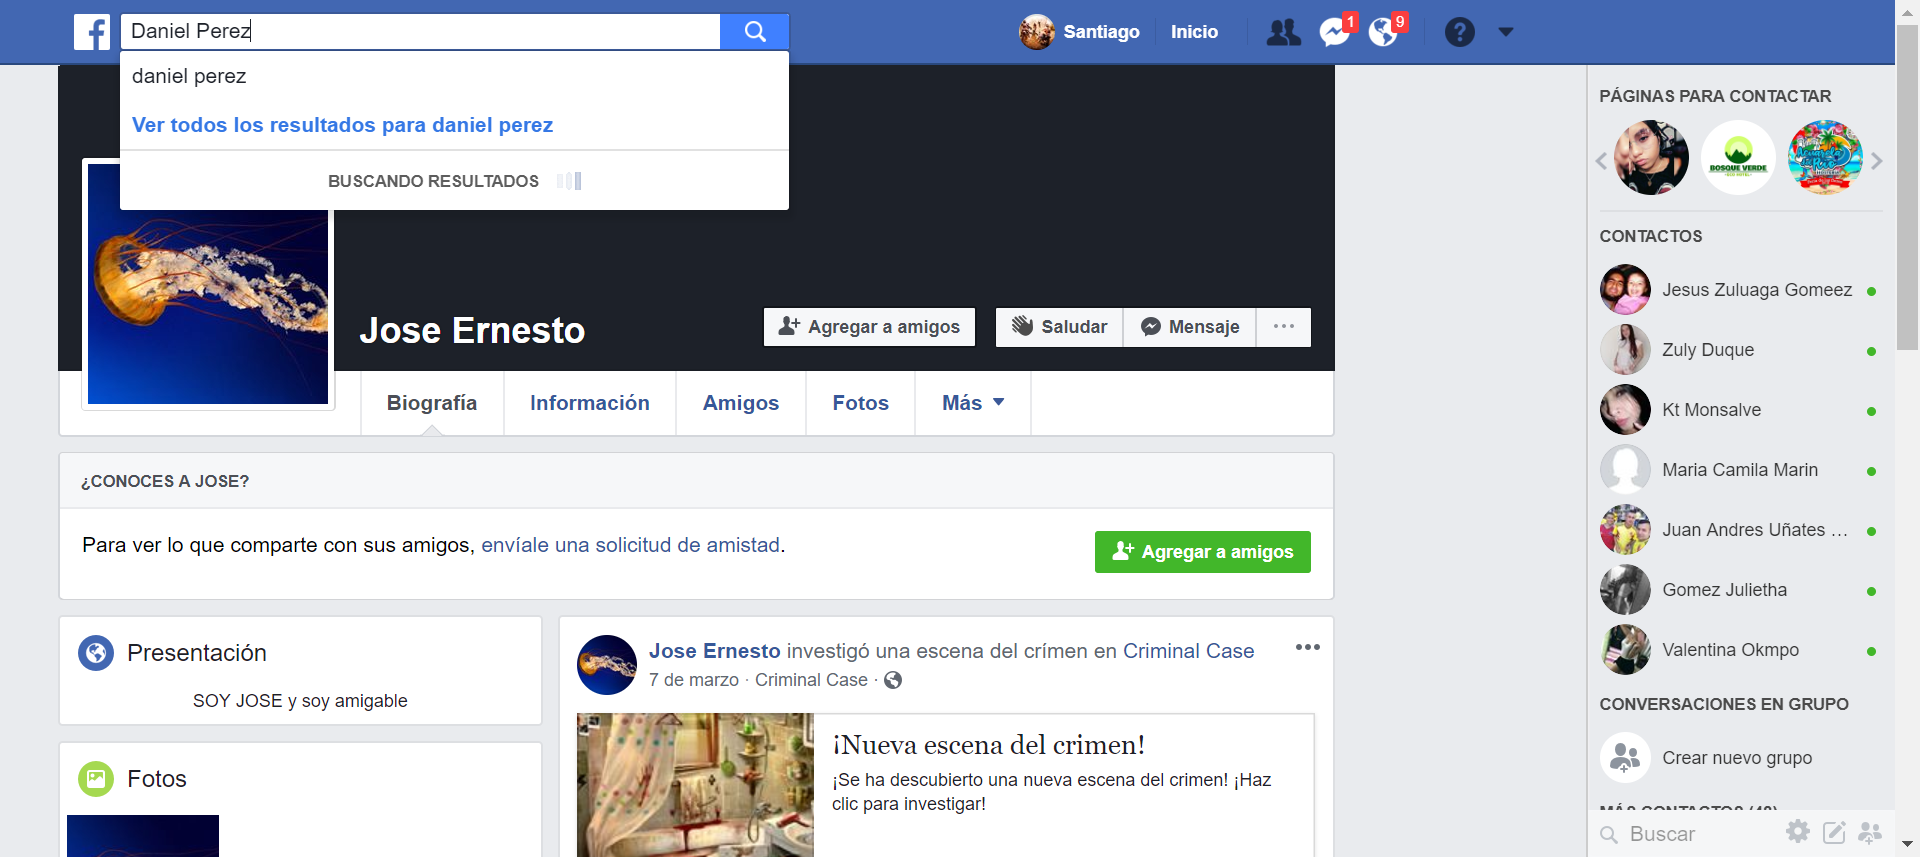 Daniel Perez
Santiago
Inicio
1
9
?
daniel perez
Ver todos los resultados para daniel perez
BUSCANDO RESULTADOS
Jose Ernesto
Agregar a amigos
Saludar
Mensaje
Biografía
Información
Amigos
Fotos
Más
¿CONOCES A JOSE?
Para ver lo que comparte con sus amigos, envíale una solicitud de amistad.
Agregar a amigos
Presentación
SOY JOSE y soy amigable
Fotos
Jose Ernesto investigó una escena del crímen en Criminal Case
7 de marzo · Criminal Case ·
¡Nueva escena del crimen!
¡Se ha descubierto una nueva escena del crimen! ¡Haz
clic para investigar!
PÁGINAS PARA CONTACTAR
BOSQUE VERDE
CONTACTOS
Jesus Zuluaga Gomeez
Zuly Duque
Kt Monsalve
Maria Camila Marin
Juan Andres Uñates ...
Gomez Julietha
Valentina Okmpo
CONVERSACIONES EN GRUPO
Crear nuevo grupo
MÁS CONTACTOS (48)
Buscar